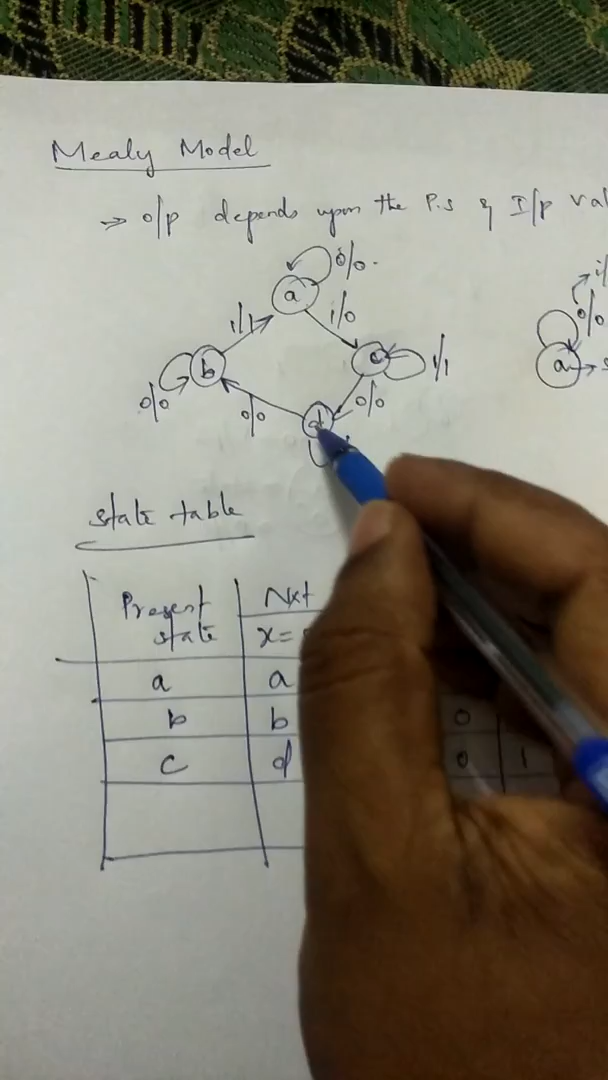 Mealy Model
→ o/p depends upon the P.S & I/p Val
0/0
a
1/1
1/0
i/
0/0
b
c
1/1
a → s
0/0
0/0
0/0
d
State table
Present state
Nxt
x=
a
a
b
b
0
c
d
0
1